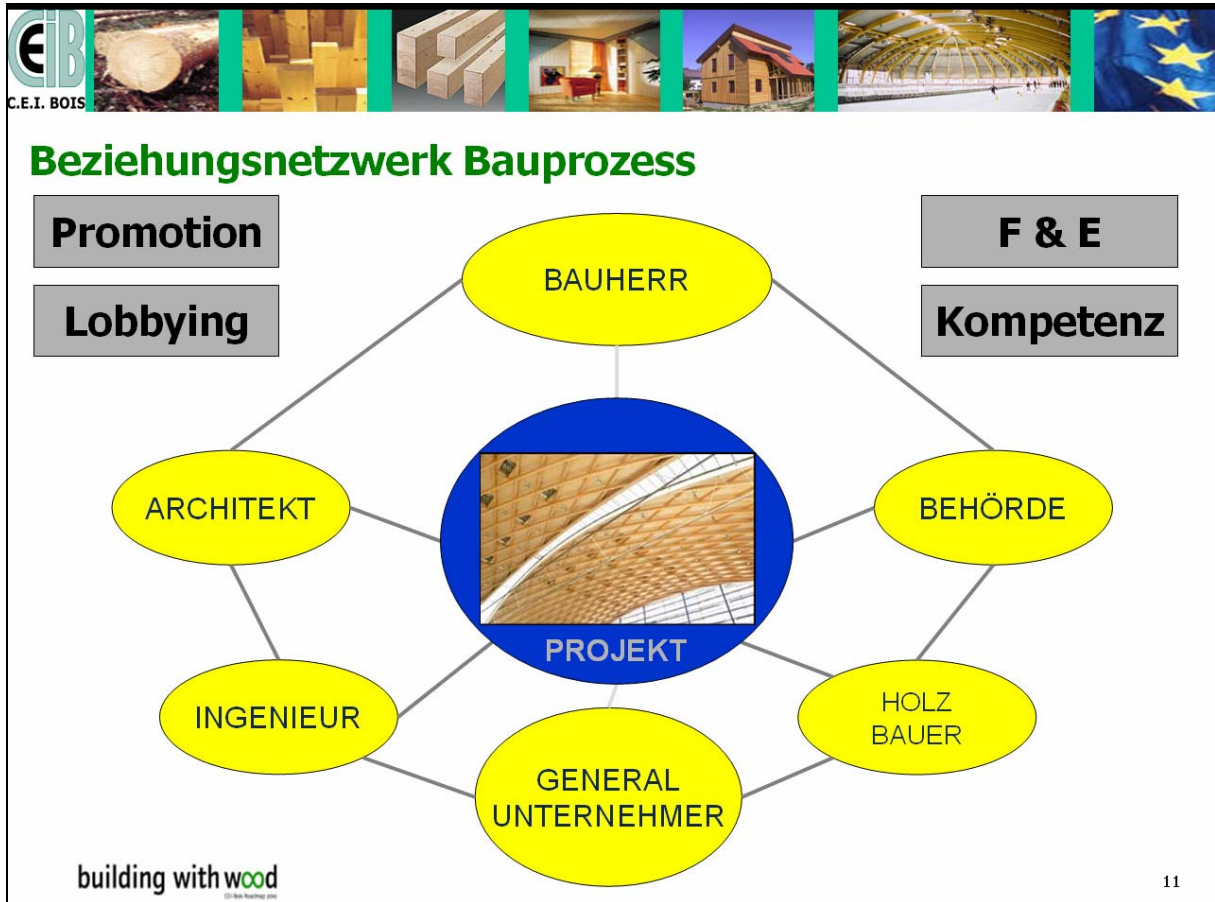 CEIB
C.E.I. BOIS
Beziehungsnetzwerk Bauprozess
Promotion
F & E
Lobbying
Kompetenz
BAUHERR
ARCHITEKT
BEHÖRDE
PROJEKT
INGENIEUR
HOLZ
BAUER
GENERAL
UNTERNEHMER
building with wood
11